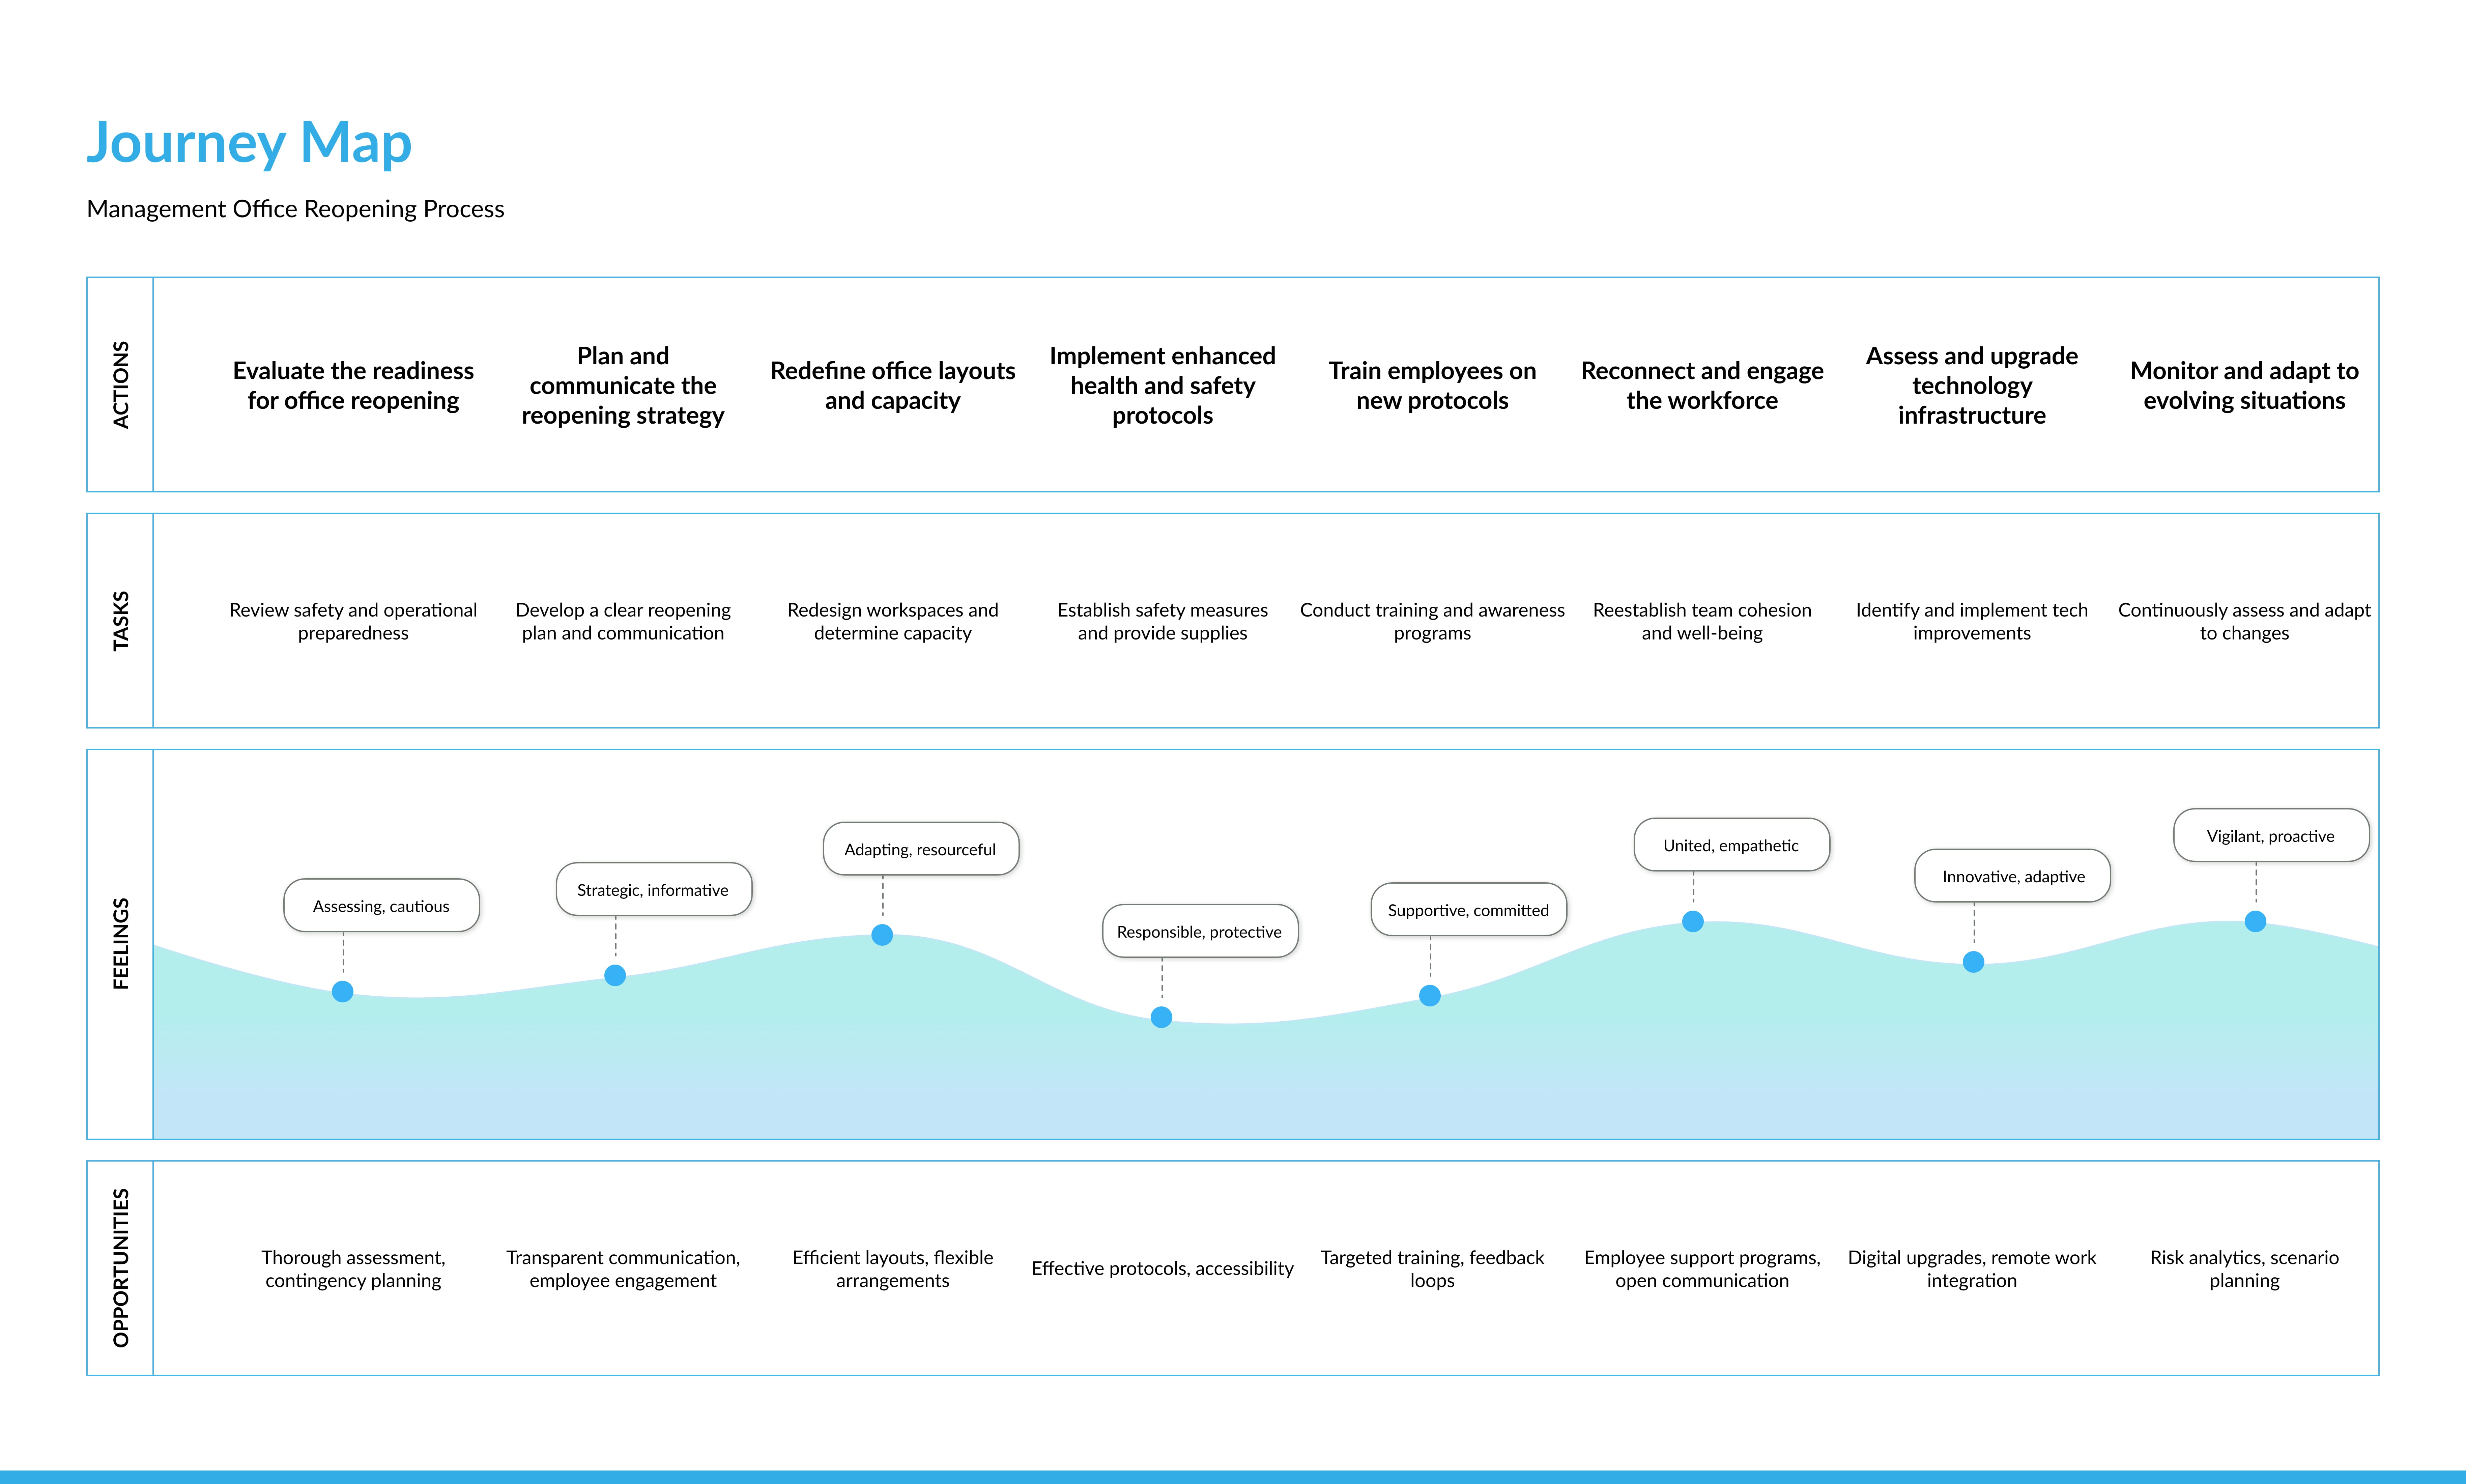 Journey Map
Management Office Reopening Process
ACTIONS
Evaluate the readiness
for office reopening
Plan and
communicate the
reopening strategy
Redefine office layouts
and capacity
Implement enhanced
health and safety
protocols
Train employees on
new protocols
Reconnect and engage
the workforce
Assess and upgrade
technology
infrastructure
Monitor and adapt to
evolving situations
TASKS
Review safety and operational
preparedness
Develop a clear reopening
plan and communication
Redesign workspaces and
determine capacity
Establish safety measures
and provide supplies
Conduct training and awareness
programs
Reestablish team cohesion
and well-being
Identify and implement tech
improvements
Continuously assess and adapt
to changes
FEELINGS
Assessing, cautious
Strategic, informative
Adapting, resourceful
Responsible, protective
Supportive, committed
United, empathetic
Innovative, adaptive
Vigilant, proactive
OPPORTUNITIES
Thorough assessment,
contingency planning
Transparent communication,
employee engagement
Efficient layouts, flexible
arrangements
Effective protocols, accessibility
Targeted training, feedback
loops
Employee support programs,
open communication
Digital upgrades, remote work
integration
Risk analytics, scenario
planning